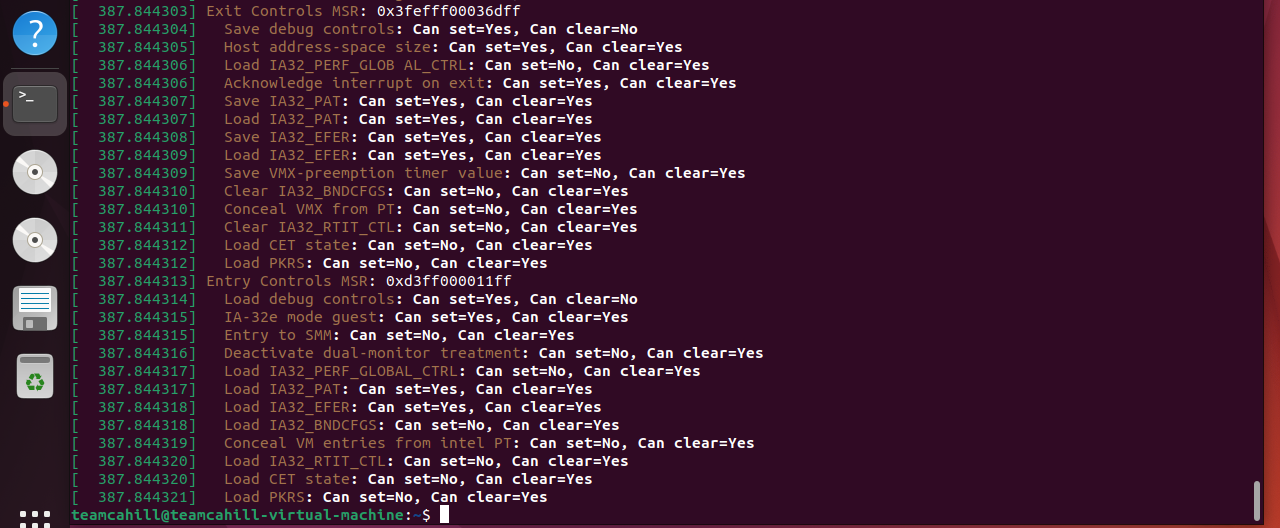 [  387.844303] Exit Controls MSR: 0x3fefff00036dff
[  387.844304]   Save debug controls: Can set=Yes, Can clear=No
[  387.844305]   Host address-space size: Can set=Yes, Can clear=Yes
[  387.844306]   Load IA32_PERF_GLOB AL_CTRL: Can set=No, Can clear=Yes
[  387.844306]   Acknowledge interrupt on exit: Can set=Yes, Can clear=Yes
[  387.844307]   Save IA32_PAT: Can set=Yes, Can clear=Yes
[  387.844307]   Load IA32_PAT: Can set=Yes, Can clear=Yes
[  387.844308]   Save IA32_EFER: Can set=Yes, Can clear=Yes
[  387.844309]   Load IA32_EFER: Can set=Yes, Can clear=Yes
[  387.844309]   Save VMX-preemption timer value: Can set=No, Can clear=Yes
[  387.844310]   Clear IA32_BNDCFGS: Can set=No, Can clear=Yes
[  387.844310]   Conceal VMX from PT: Can set=No, Can clear=Yes
[  387.844311]   Clear IA32_RTIT_CTL: Can set=No, Can clear=Yes
[  387.844312]   Load CET state: Can set=No, Can clear=Yes
[  387.844312]   Load PKRS: Can set=No, Can clear=Yes
[  387.844313] Entry Controls MSR: 0xd3ff000011ff
[  387.844314]   Load debug controls: Can set=Yes, Can clear=No
[  387.844315]   IA-32e mode guest: Can set=Yes, Can clear=Yes
[  387.844315]   Entry to SMM: Can set=No, Can clear=Yes
[  387.844316]   Deactivate dual-monitor treatment: Can set=No, Can clear=Yes
[  387.844317]   Load IA32_PERF_GLOBAL_CTRL: Can set=No, Can clear=Yes
[  387.844317]   Load IA32_PAT: Can set=Yes, Can clear=Yes
[  387.844318]   Load IA32_EFER: Can set=Yes, Can clear=Yes
[  387.844318]   Load IA32_BNDCFGS: Can set=No, Can clear=Yes
[  387.844319]   Conceal VM entries from intel PT: Can set=No, Can clear=Yes
[  387.844320]   Load IA32_RTIT_CTL: Can set=No, Can clear=Yes
[  387.844320]   Load CET state: Can set=No, Can clear=Yes
[  387.844321]   Load PKRS: Can set=No, Can clear=Yes
teamcahill@teamcahill-virtual-machine:~$